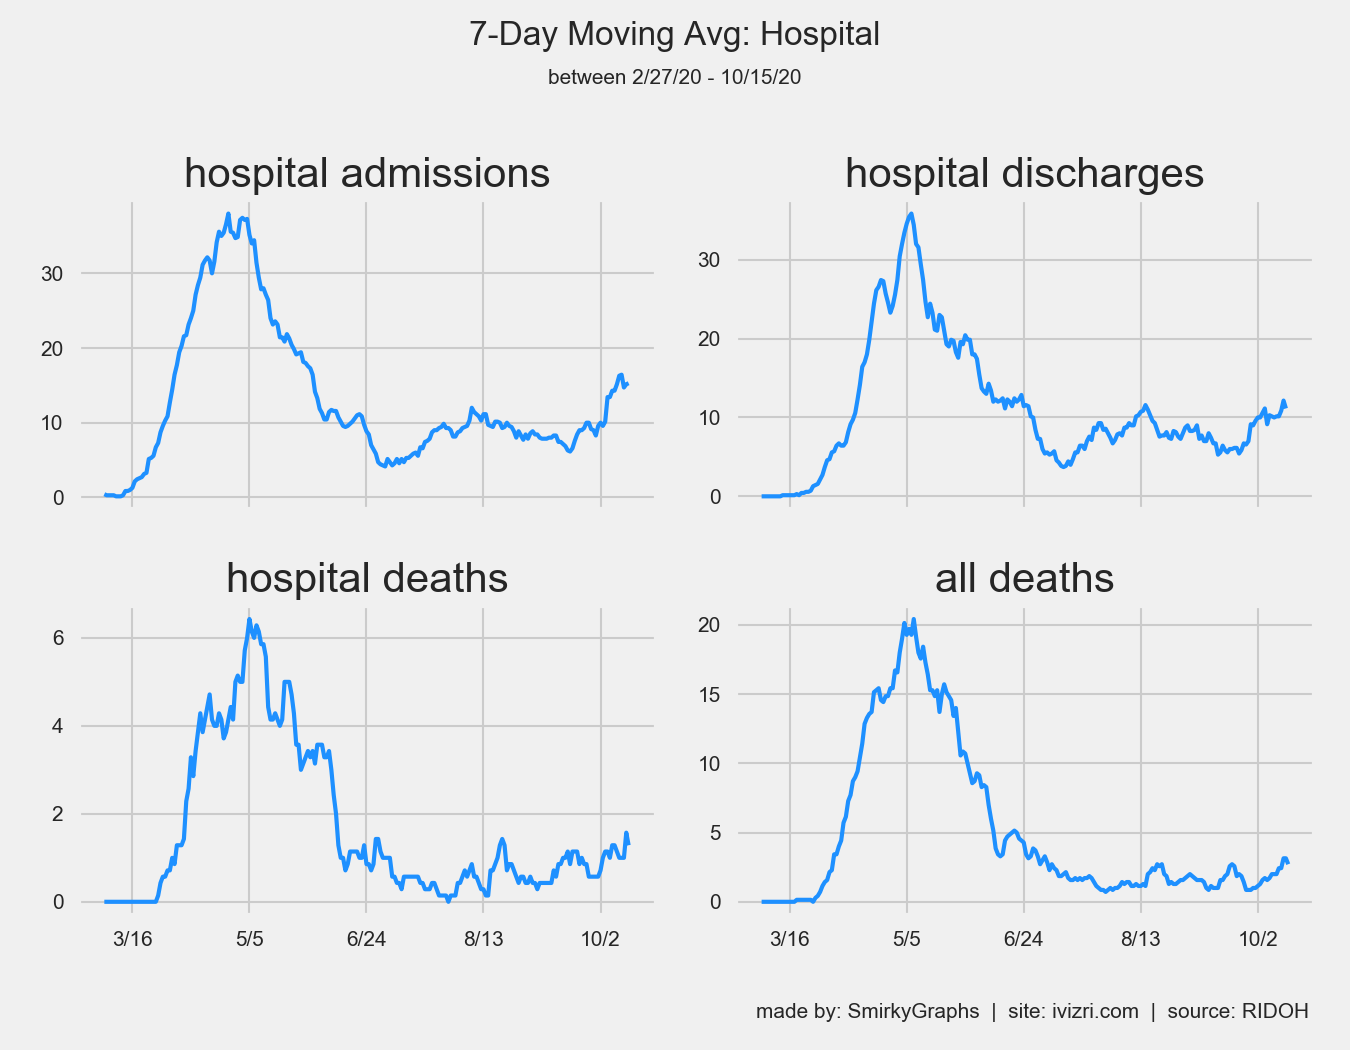 7-Day Moving Avg: Hospital
between 2/27/20 - 10/15/20
hospital admissions
hospital discharges
30
20
10
0
30
20
10
0
hospital deaths
all deaths
6
4
2
0
20
15
10
5
0
3/16 5/5 6/24 8/13 10/2
3/16 5/5 6/24 8/13 10/2
made by: SmirkyGraphs | site: ivizri.com | source: RIDOH